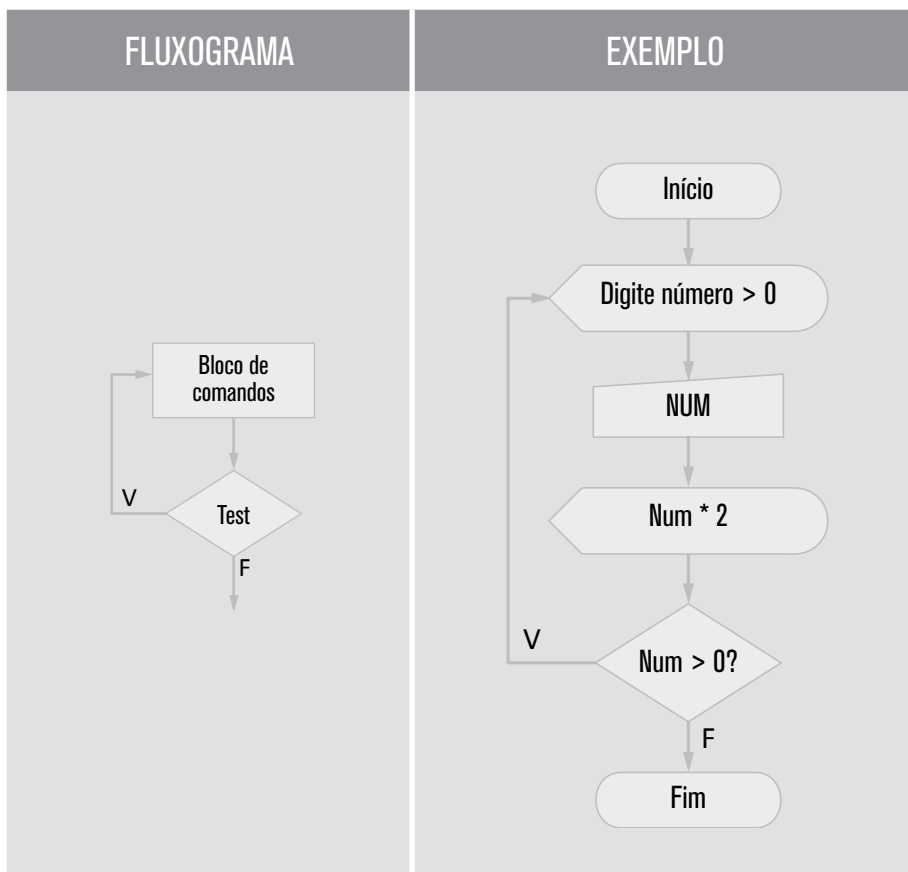 FLUXOGRAMA
EXEMPLO
Bloco de
comandos
V
Test
F
Início
Digite número > 0
NUM
Num * 2
V
Num > 0?
F
Fim